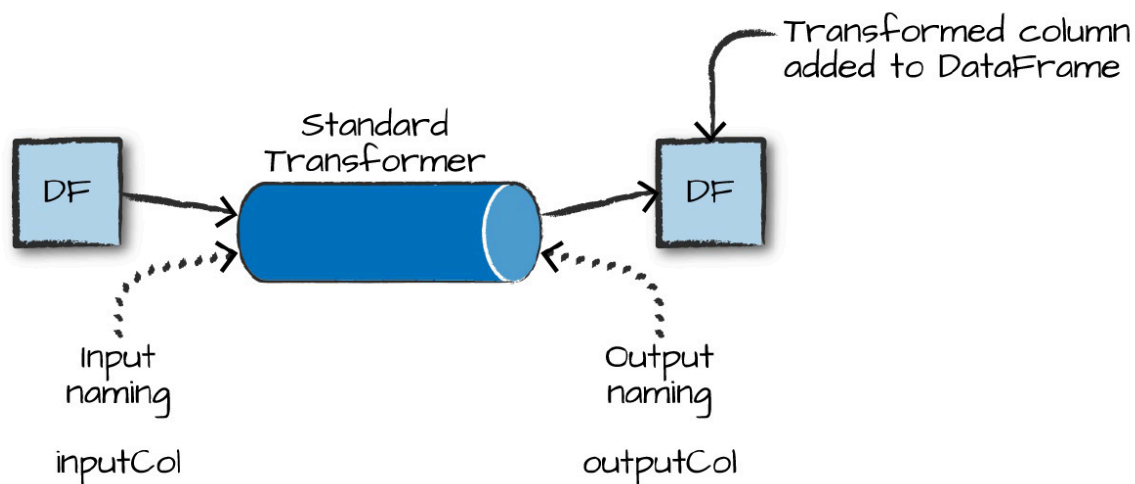 Transformed column
added to DataFrame
Standard
Transformer
DF
DF
Input
naming
Output
naming
inputCol
outputCol